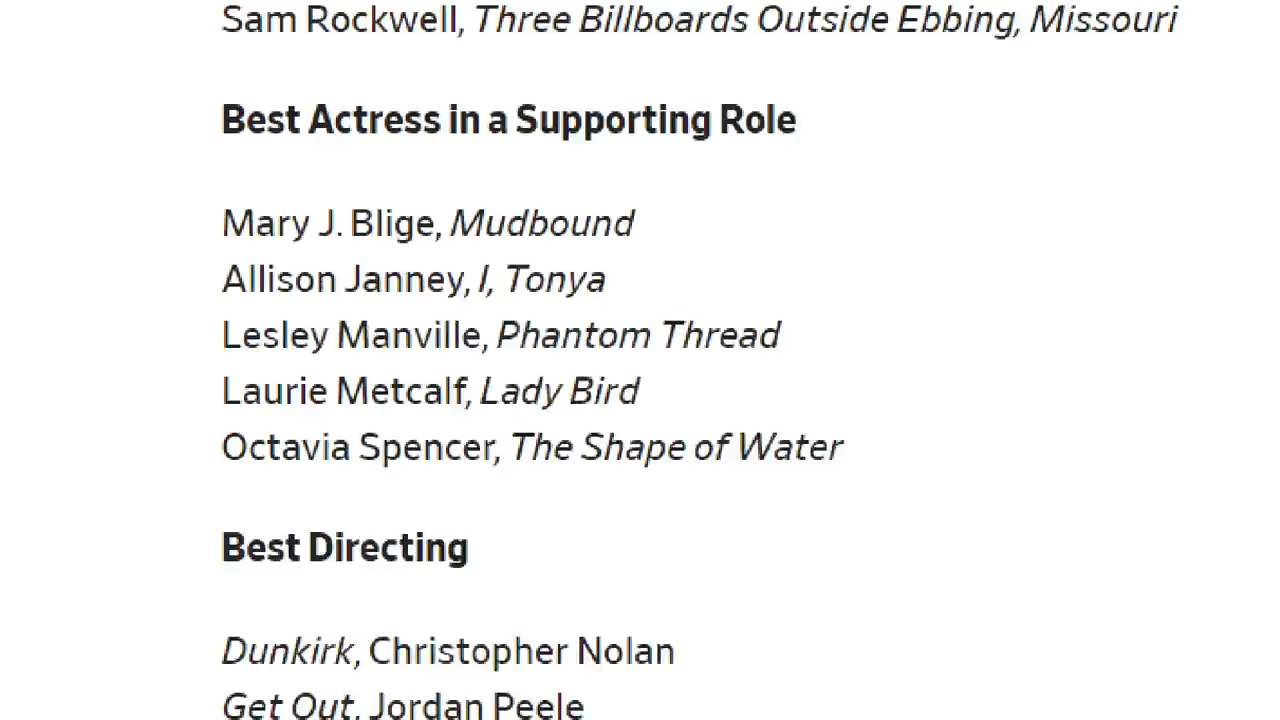 Sam Rockwell, Three Billboards Outside Ebbing, Missouri
Best Actress in a Supporting Role
Mary J. Blige, Mudbound
Allison Janney, I, Tonya
Lesley Manville, Phantom Thread
Laurie Metcalf, Lady Bird
Octavia Spencer, The Shape of Water
Best Directing
Dunkirk, Christopher Nolan
Get Out, Jordan Peele